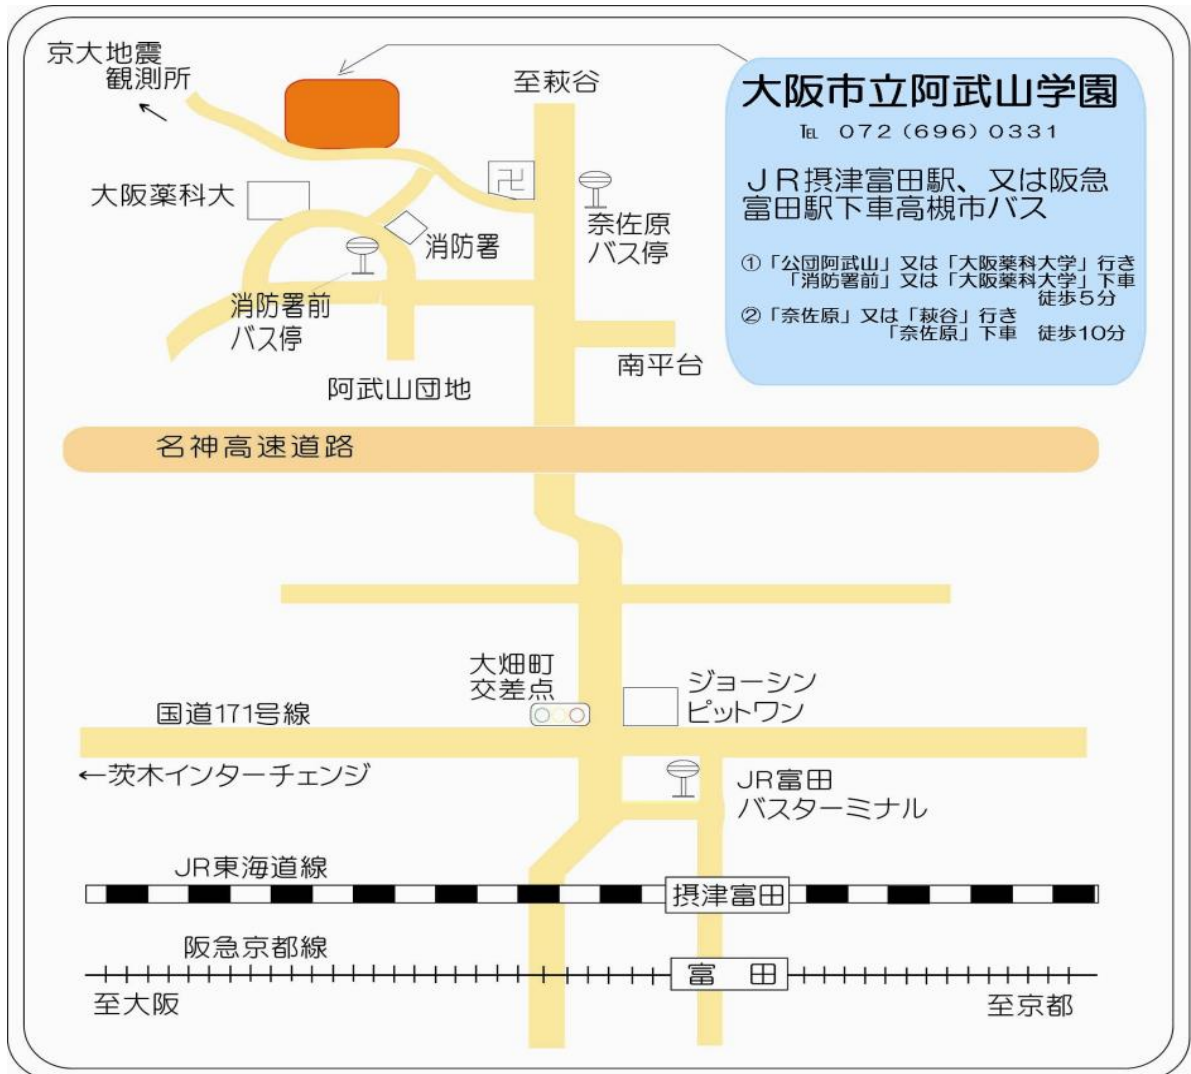 京大地震
観測所
至萩谷
大阪市立阿武山学園
℡ 072(696)0331
JR摂津富田駅、又は阪急
富田駅下車高槻市バス
①「公団阿武山」又は「大阪薬科大学」行き
「消防署前」又は「大阪薬科大学」下車
徒歩5分
②「奈佐原」又は「萩谷」行き
「奈佐原」下車 徒歩10分
大阪薬科大
卍
奈佐原
バス停
消防署
消防署前
バス停
南平台
阿武山団地
名神高速道路
大畑町
交差点
ジョーシン
ピットワン
国道171号線
←茨木インターチェンジ
JR富田
バスターミナル
JR東海道線
摂津富田
阪急京都線
富 田
至大阪
至京都